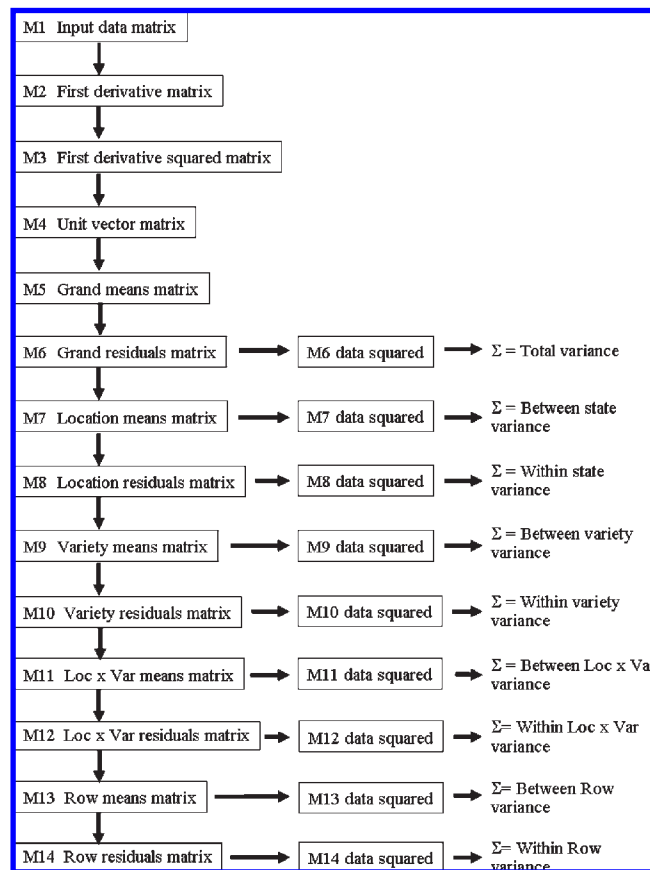 M1 Input data matrix
M2 First derivative matrix
M3 First derivative squared matrix
M4 Unit vector matrix
M5 Grand means matrix
M6 Grand residuals matrix
M6 data squared
Σ = Total variance
M7 Location means matrix
M7 data squared
Σ = Between state
variance
M8 Location residuals matrix
M8 data squared
Σ = Within state
variance
M9 Variety means matrix
M9 data squared
Σ = Between variety
variance
M10 Variety residuals matrix
M10 data squared
Σ = Within variety
variance
M11 Loc x Var means matrix
M11 data squared
Σ = Between Loc x Va
variance
M12 Loc x Var residuals matrix
M12 data squared
Σ= Within Loc x Var
variance
M13 Row means matrix
M13 data squared
Σ= Between Row
variance
M14 Row residuals matrix
M14 data squared
Σ= Within Row
variance